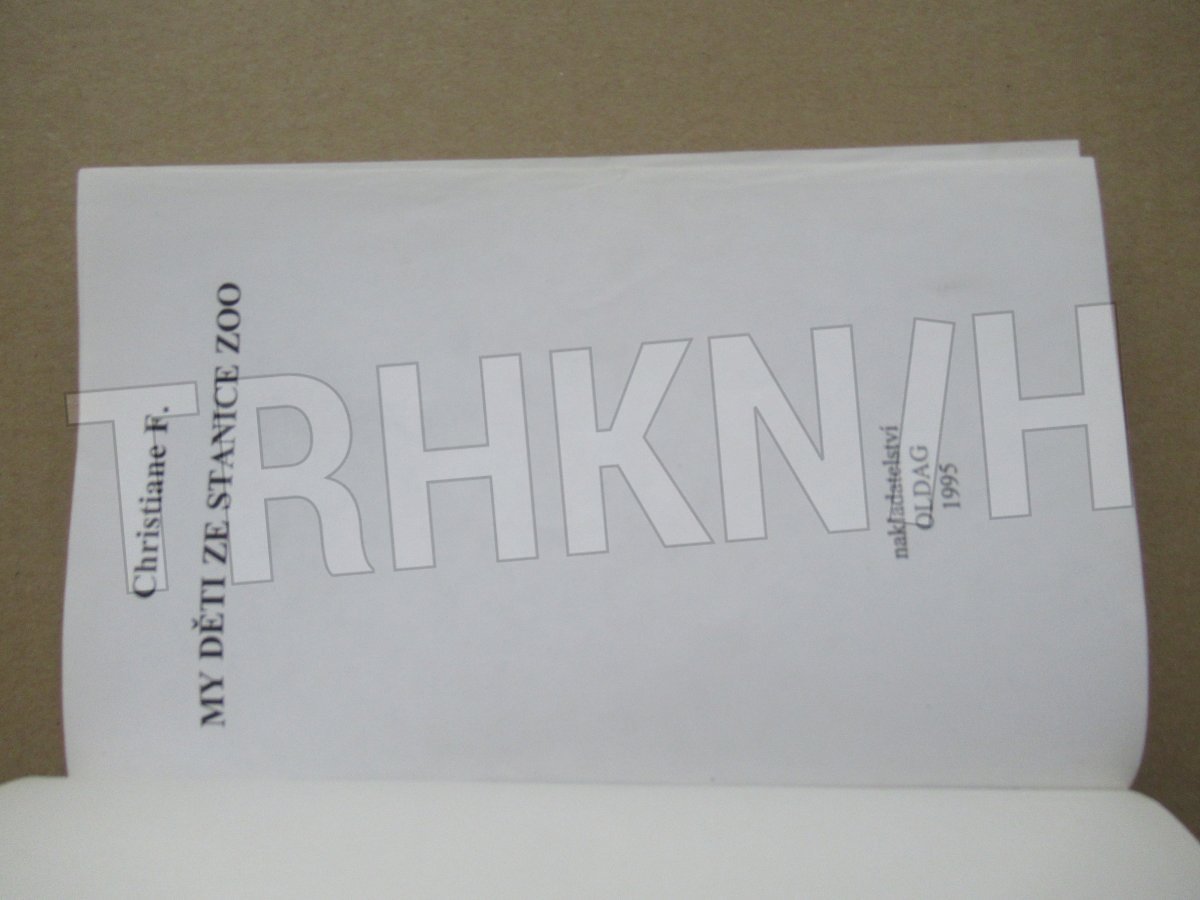 Christiane F.
MY DĚTI ZE STANICE ZOO
nakladatelství
OLDAG
1995
TRHKNIH